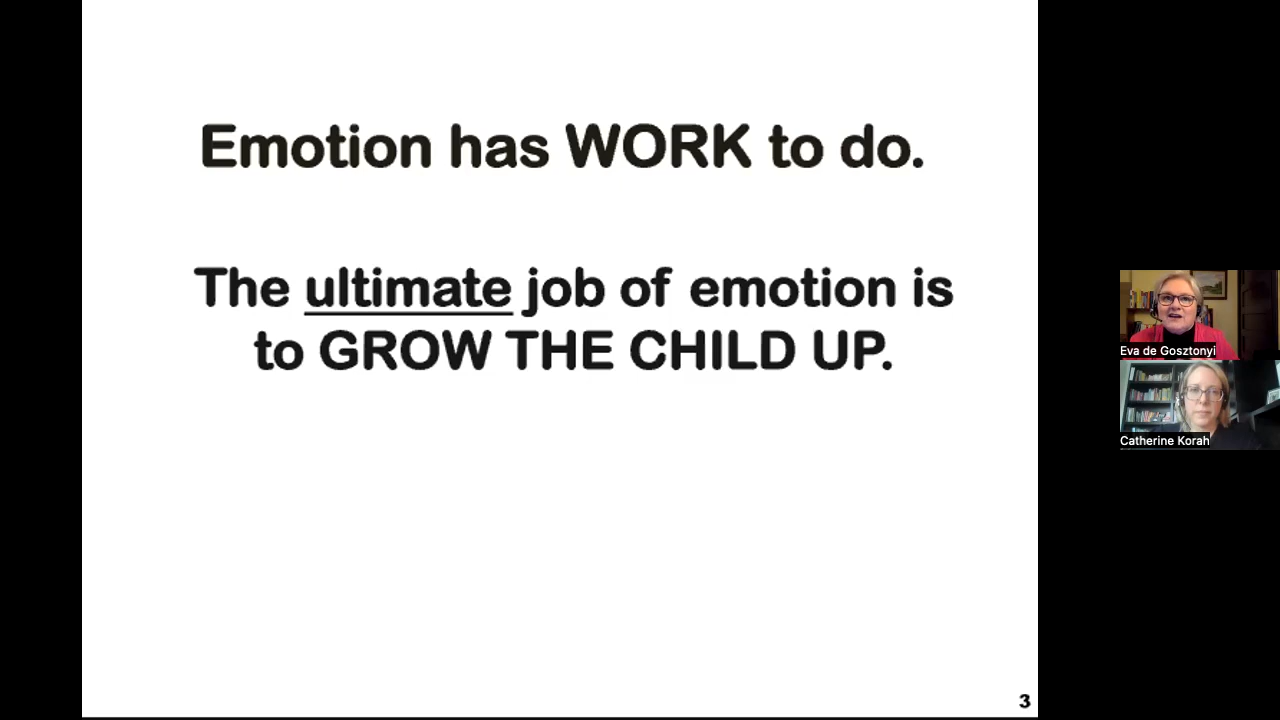 Emotion has WORK to do.
The ultimate job of emotion is
to GROW THE CHILD UP.
Eva de Gosztonyi
Catherine Korah
3